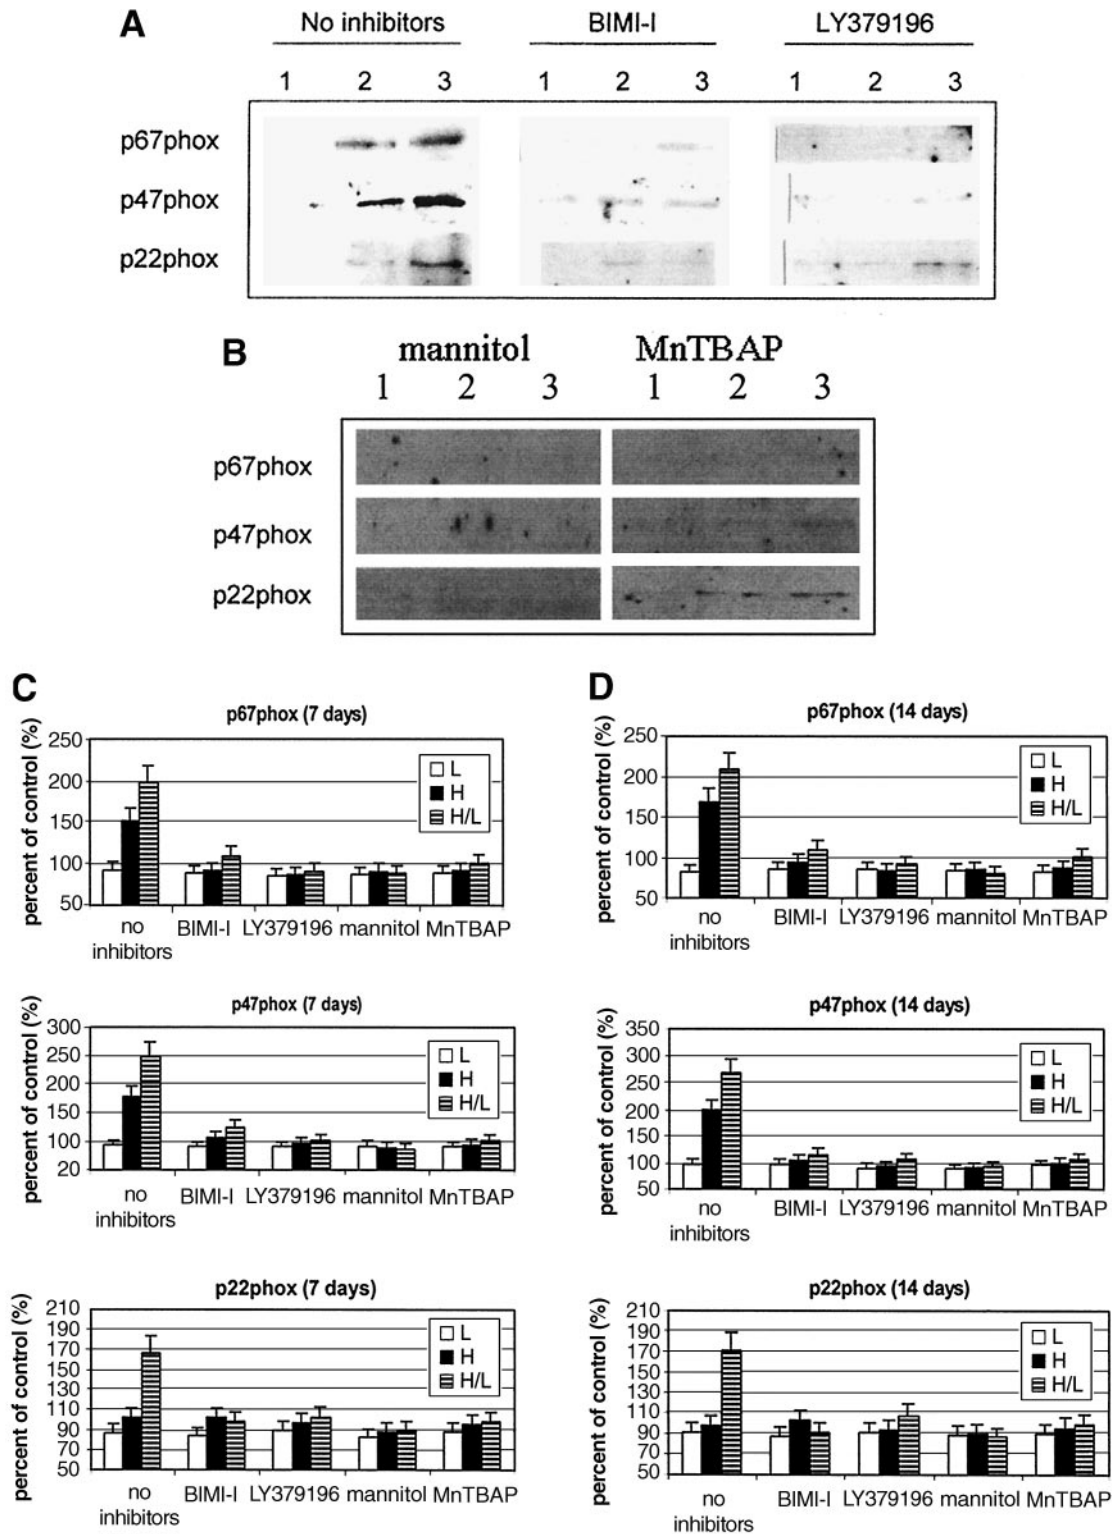 A
No inhibitors BIMI-I LY379196
1 2 3 1 2 3 1 2 3
p67phox
p47phox
p22phox
B
mannitol MnTBAP
1 2 3 1 2 3
p67phox
p47phox
p22phox
C
p67phox (7 days)
percent of control (%)
250
200
150
100
50
L
H
H/L
no inhibitors BIMI-I LY379196 mannitol MnTBAP
p47phox (7 days)
percent of control (%)
300
250
200
150
100
20
L
H
H/L
no inhibitors BIMI-I LY379196 mannitol MnTBAP
p22phox (7 days)
percent of control (%)
210
190
170
150
130
110
90
70
50
L
H
H/L
no inhibitors BIMI-I LY379196 mannitol MnTBAP
D
p67phox (14 days)
percent of control (%)
250
200
150
100
50
L
H
H/L
no inhibitors BIMI-I LY379196 mannitol MnTBAP
p47phox (14 days)
percent of control (%)
350
300
250
200
150
100
50
L
H
H/L
no inhibitors BIMI-I LY379196 mannitol MnTBAP
p22phox (14 days)
percent of control (%)
210
190
170
150
130
110
90
70
50
L
H
H/L
no inhibitors BIMI-I LY379196 mannitol MnTBAP